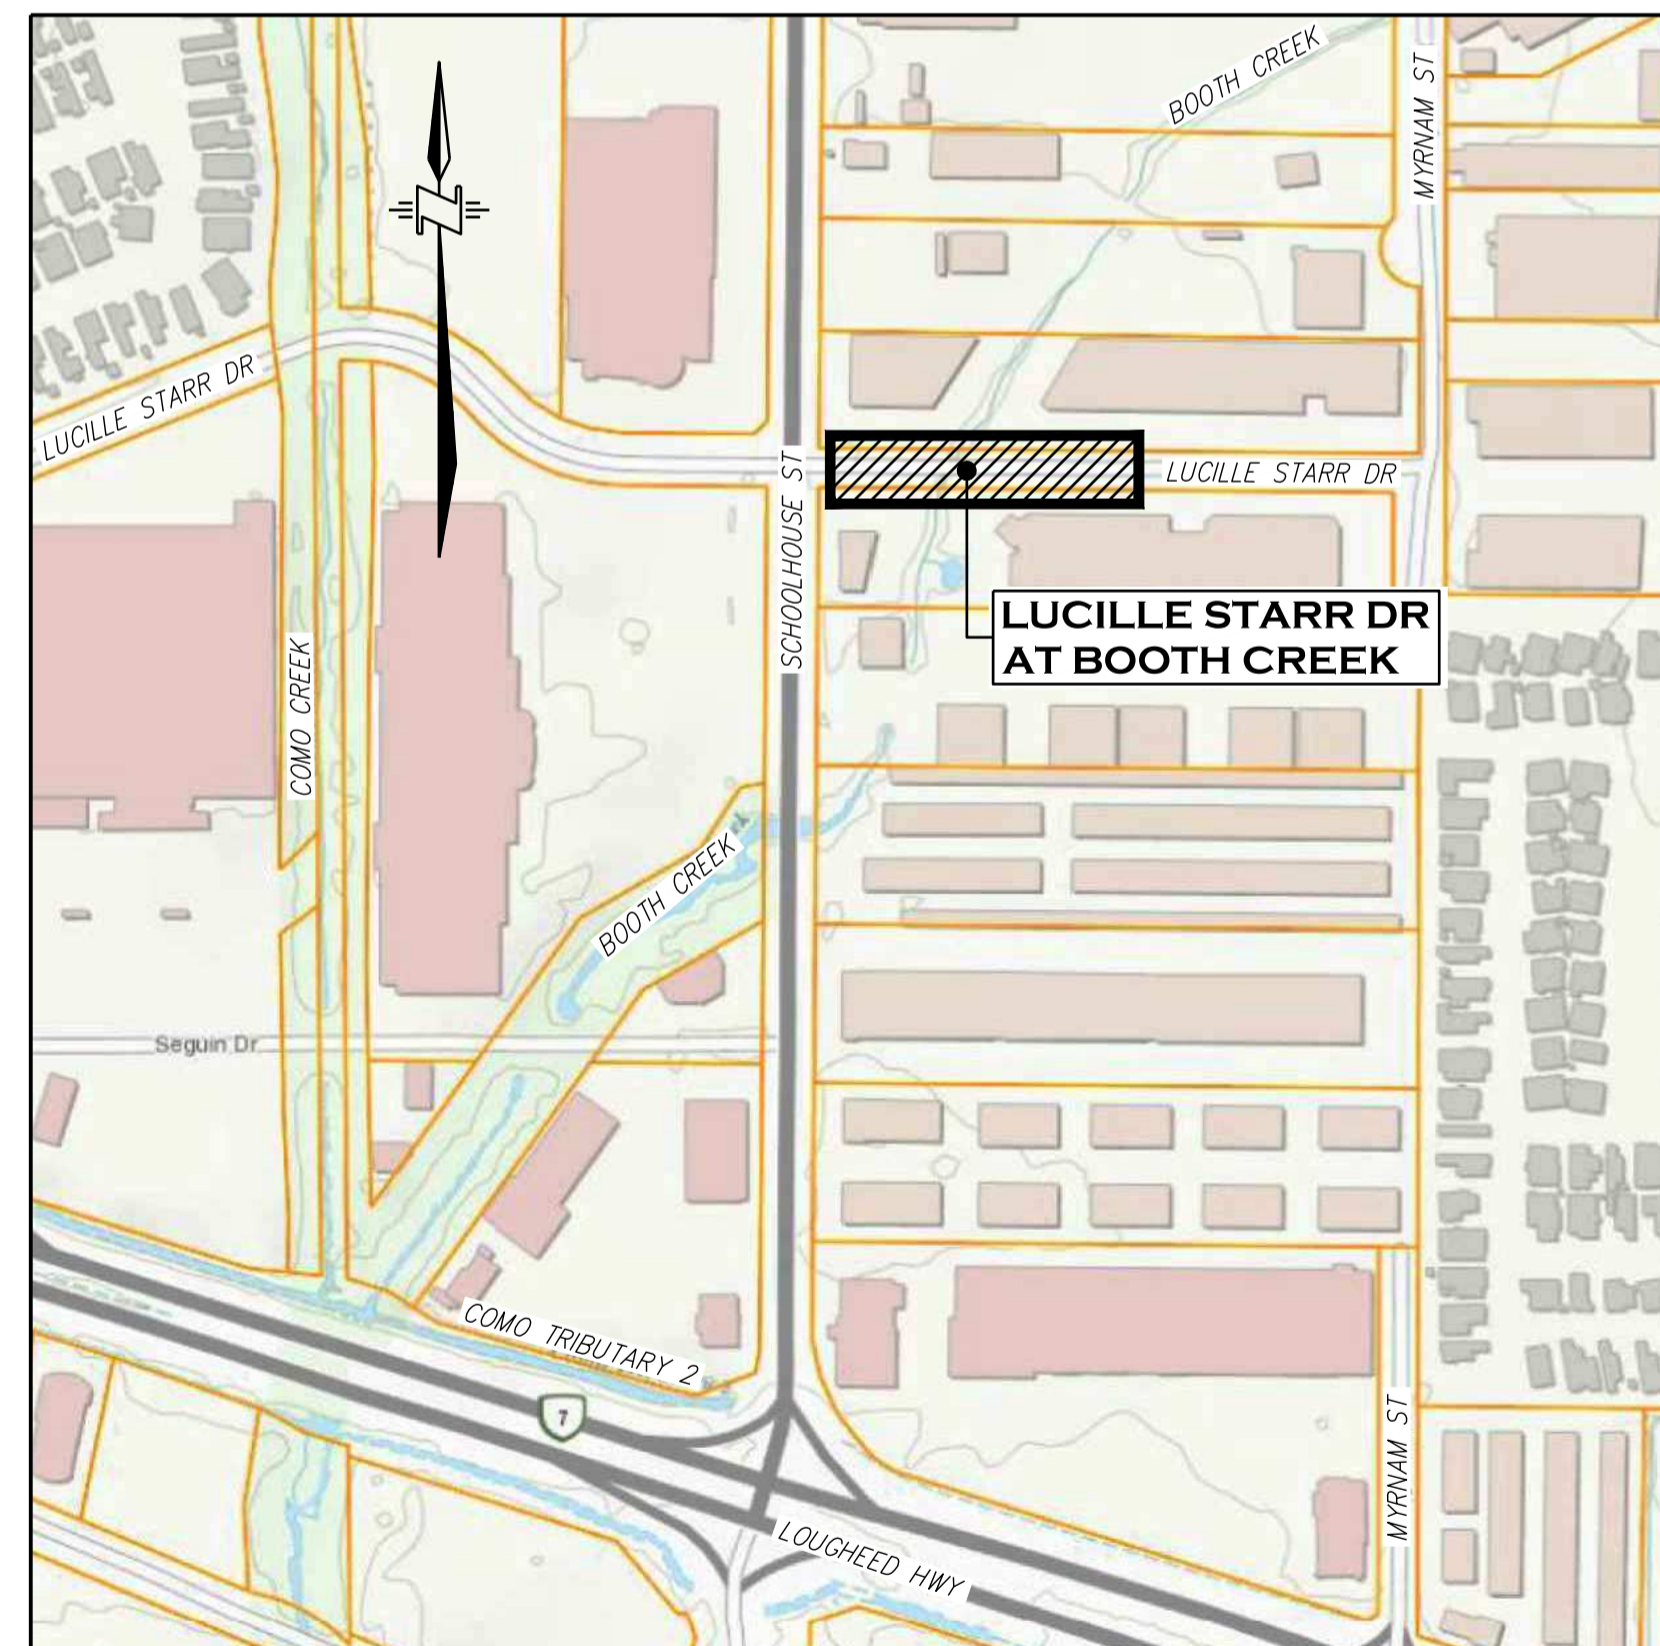 BOOTH CREEK
MYRNAM ST
LUCILLE STARR DR
SCHOOLHOUSE ST
LUCILLE STARR DR
LUCILLE STARR DR
AT BOOTH CREEK
COMO CREEK
BOOTH CREEK
Seguin Dr
COMO TRIBUTARY 2
7
MYRNAM ST
LOUGHEED HWY